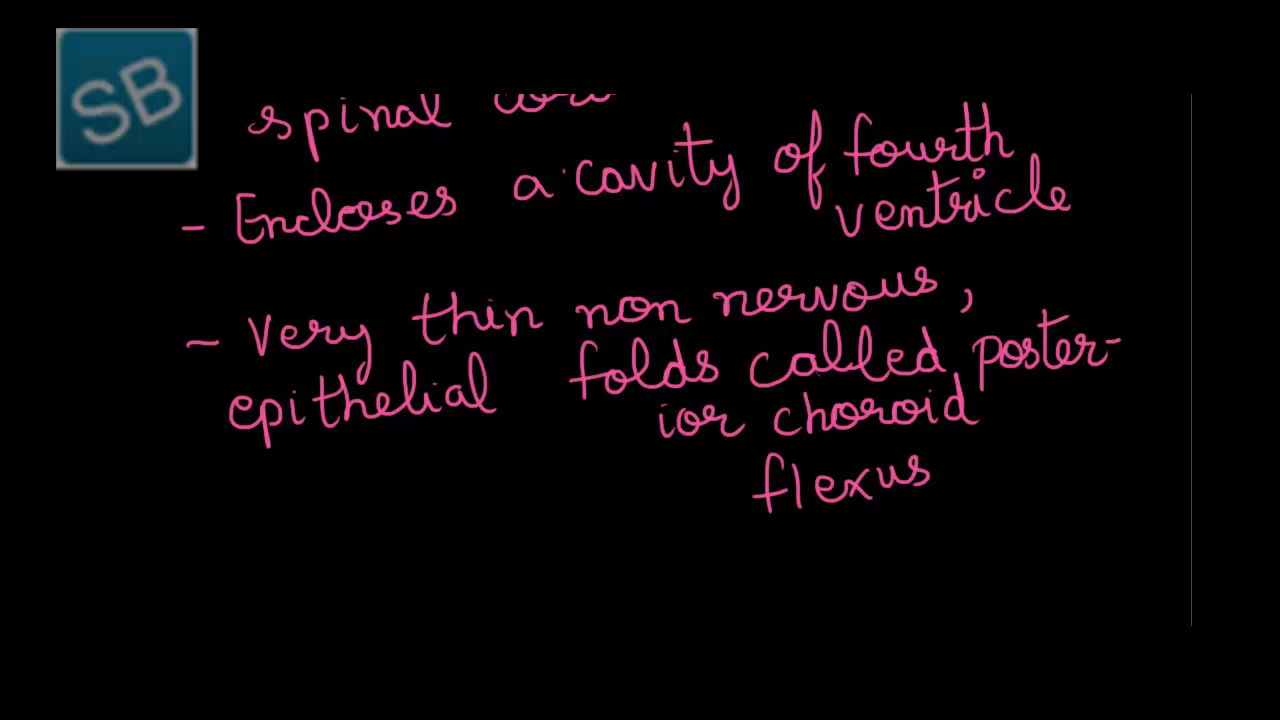 SB
spinal
- Encloses a cavity of fourth
ventricle
- Very thin non nervous,
epithelial folds called poster-
ior choroid
flexus